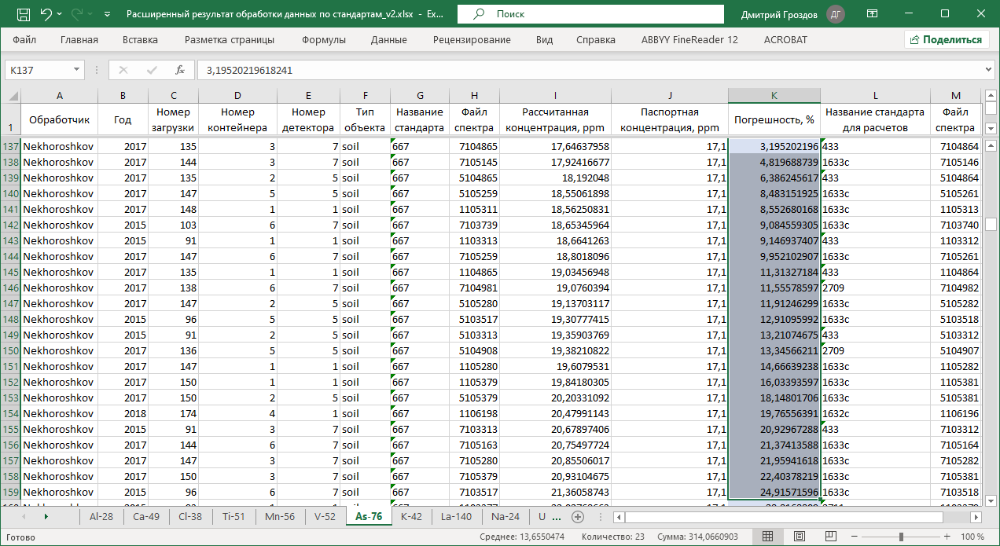 Расширенный результат обработки данных по стандартам_v2.xlsx - Ex...
Поиск
Дмитрий Гроздов ДГ
Файл Главная Вставка Разметка страницы Формулы Данные Рецензирование Вид Справка ABBYY FineReader 12 ACROBAT Поделиться
K137 fx 3,19520219618241
A B C D E F G H I J K L M
1 Обработчик Год Номер загрузки Номер контейнера Номер детектора Тип объекта Название стандарта Файл спектра Рассчитанная концентрация, ppm Паспортная концентрация, ppm Погрешность, % Название стандарта для расчетов Файл спектра
137 Nekhoroshkov 2017 135 3 7 soil 667 7104865 17,64637958 17,1 3,195202196 433 7104864
138 Nekhoroshkov 2017 144 3 7 soil 667 7105145 17,92416677 17,1 4,819688739 1633c 7105146
139 Nekhoroshkov 2017 135 2 5 soil 667 5104865 18,192048 17,1 6,386245617 433 5104864
140 Nekhoroshkov 2017 147 5 5 soil 667 5105259 18,55061898 17,1 8,483151925 1633c 5105261
141 Nekhoroshkov 2017 148 1 1 soil 667 1105311 18,56250831 17,1 8,552680168 1633c 1105313
142 Nekhoroshkov 2015 103 6 7 soil 667 7103739 18,65345964 17,1 9,084559305 1633c 7103740
143 Nekhoroshkov 2015 91 1 1 soil 667 1103313 18,6641263 17,1 9,146937407 433 1103312
144 Nekhoroshkov 2017 147 6 7 soil 667 7105259 18,8018096 17,1 9,952102907 1633c 7105261
145 Nekhoroshkov 2017 135 1 1 soil 667 1104865 19,03456948 17,1 11,31327184 433 1104864
146 Nekhoroshkov 2017 138 6 7 soil 667 7104981 19,0760394 17,1 11,55578597 2709 7104982
147 Nekhoroshkov 2017 147 2 5 soil 667 5105280 19,13703117 17,1 11,91246299 1633c 5105282
148 Nekhoroshkov 2015 96 5 5 soil 667 5103517 19,30777415 17,1 12,91095992 1633c 5103518
149 Nekhoroshkov 2015 91 2 5 soil 667 5103313 19,35903769 17,1 13,21074675 433 5103312
150 Nekhoroshkov 2017 136 5 5 soil 667 5104908 19,38210822 17,1 13,34566211 2709 5104907
151 Nekhoroshkov 2017 147 1 1 soil 667 1105280 19,6079531 17,1 14,66639238 1633c 1105282
152 Nekhoroshkov 2017 150 1 1 soil 667 1105379 19,84180305 17,1 16,03393597 1633c 1105381
153 Nekhoroshkov 2017 150 2 5 soil 667 5105379 20,20331092 17,1 18,14801706 1633c 5105381
154 Nekhoroshkov 2018 174 4 1 soil 667 1106198 20,47991143 17,1 19,76556391 1632c 1106196
155 Nekhoroshkov 2015 91 3 7 soil 667 7103313 20,67897406 17,1 20,92967288 433 7103312
156 Nekhoroshkov 2017 144 6 7 soil 667 7105163 20,75497724 17,1 21,37413588 1633c 7105164
157 Nekhoroshkov 2017 147 3 7 soil 667 7105280 20,85506017 17,1 21,95941618 1633c 7105282
158 Nekhoroshkov 2017 150 3 7 soil 667 7105379 20,93104675 17,1 22,40378219 1633c 7105381
159 Nekhoroshkov 2015 96 6 7 soil 667 7103517 21,36058743 17,1 24,91571596 1633c 7103518
Al-28 Ca-49 Cl-38 Ti-51 Mn-56 V-52 As-76 K-42 La-140 Na-24 U ...
Готово Среднее: 13,6550474 Количество: 23 Сумма: 314,0660903 100 %